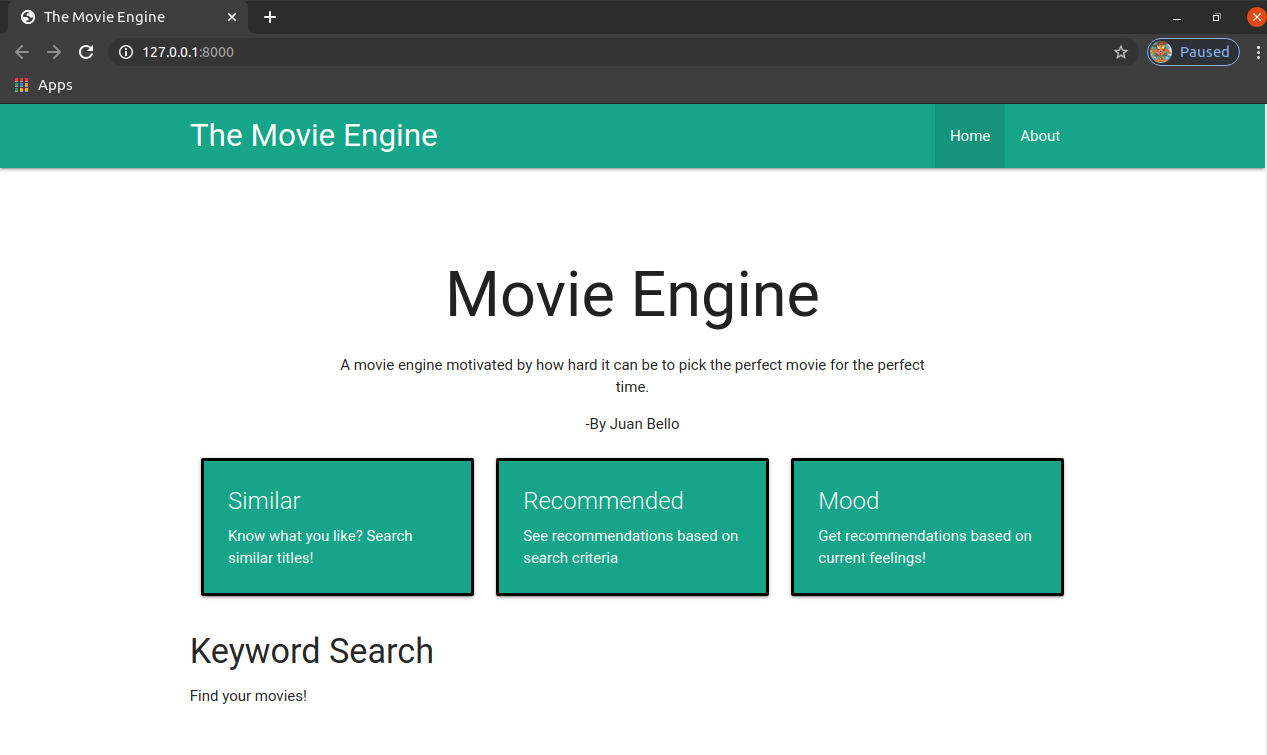 The Movie Engine
127.0.0.1:8000
Paused
Apps
The Movie Engine
Home
About
Movie Engine
A movie engine motivated by how hard it can be to pick the perfect movie for the perfect
time.
-By Juan Bello
Similar
Know what you like? Search
similar titles!
Recommended
See recommendations based on
search criteria
Mood
Get recommendations based on
current feelings!
Keyword Search
Find your movies!